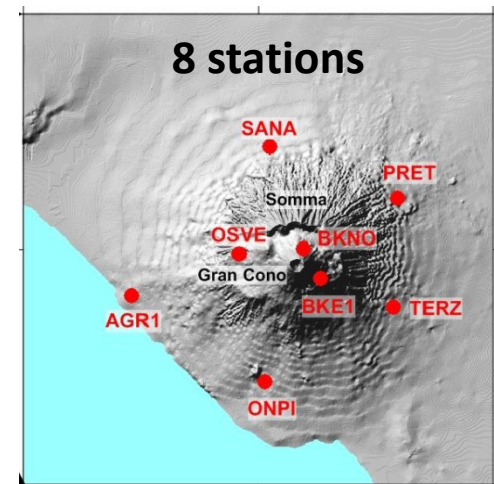 8 stations
SANA
PRET
Somma
OSVE
BKNO
Gran Cono
BKE1
TERZ
AGR1
ONPI